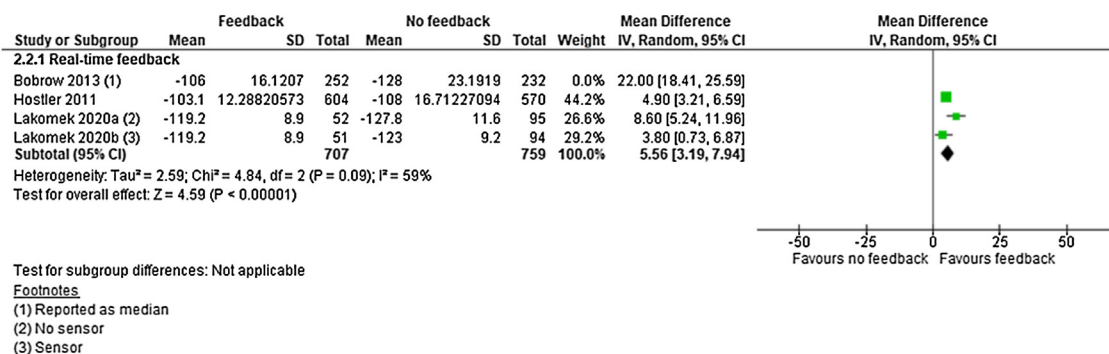 Feedback No feedback Mean Difference Mean Difference
Study or Subgroup Mean SD Total Mean SD Total Weight IV, Random, 95% CI IV, Random, 95% CI
2.2.1 Real-time feedback
Bobrow 2013 (1) -106 16.1207 252 -128 23.1919 232 0.0% 22.00 [18.41, 25.59]
Hostler 2011 -103.1 12.28820573 604 -108 16.71227094 570 44.2% 4.90 [3.21, 6.59]
Lakomek 2020a (2) -119.2 8.9 52 -127.8 11.6 95 26.6% 8.60 [5.24, 11.96]
Lakomek 2020b (3) -119.2 8.9 51 -123 9.2 94 29.2% 3.80 [0.73, 6.87]
Subtotal (95% CI) 707 759 100.0% 5.56 [3.19, 7.94]
Heterogeneity: Tau² = 2.59; Chi² = 4.84, df = 2 (P = 0.09); I² = 59%
Test for overall effect: Z = 4.59 (P < 0.00001)
-50 -25 0 25 50
Favours no feedback Favours feedback
Test for subgroup differences: Not applicable
Footnotes
(1) Reported as median
(2) No sensor
(3) Sensor